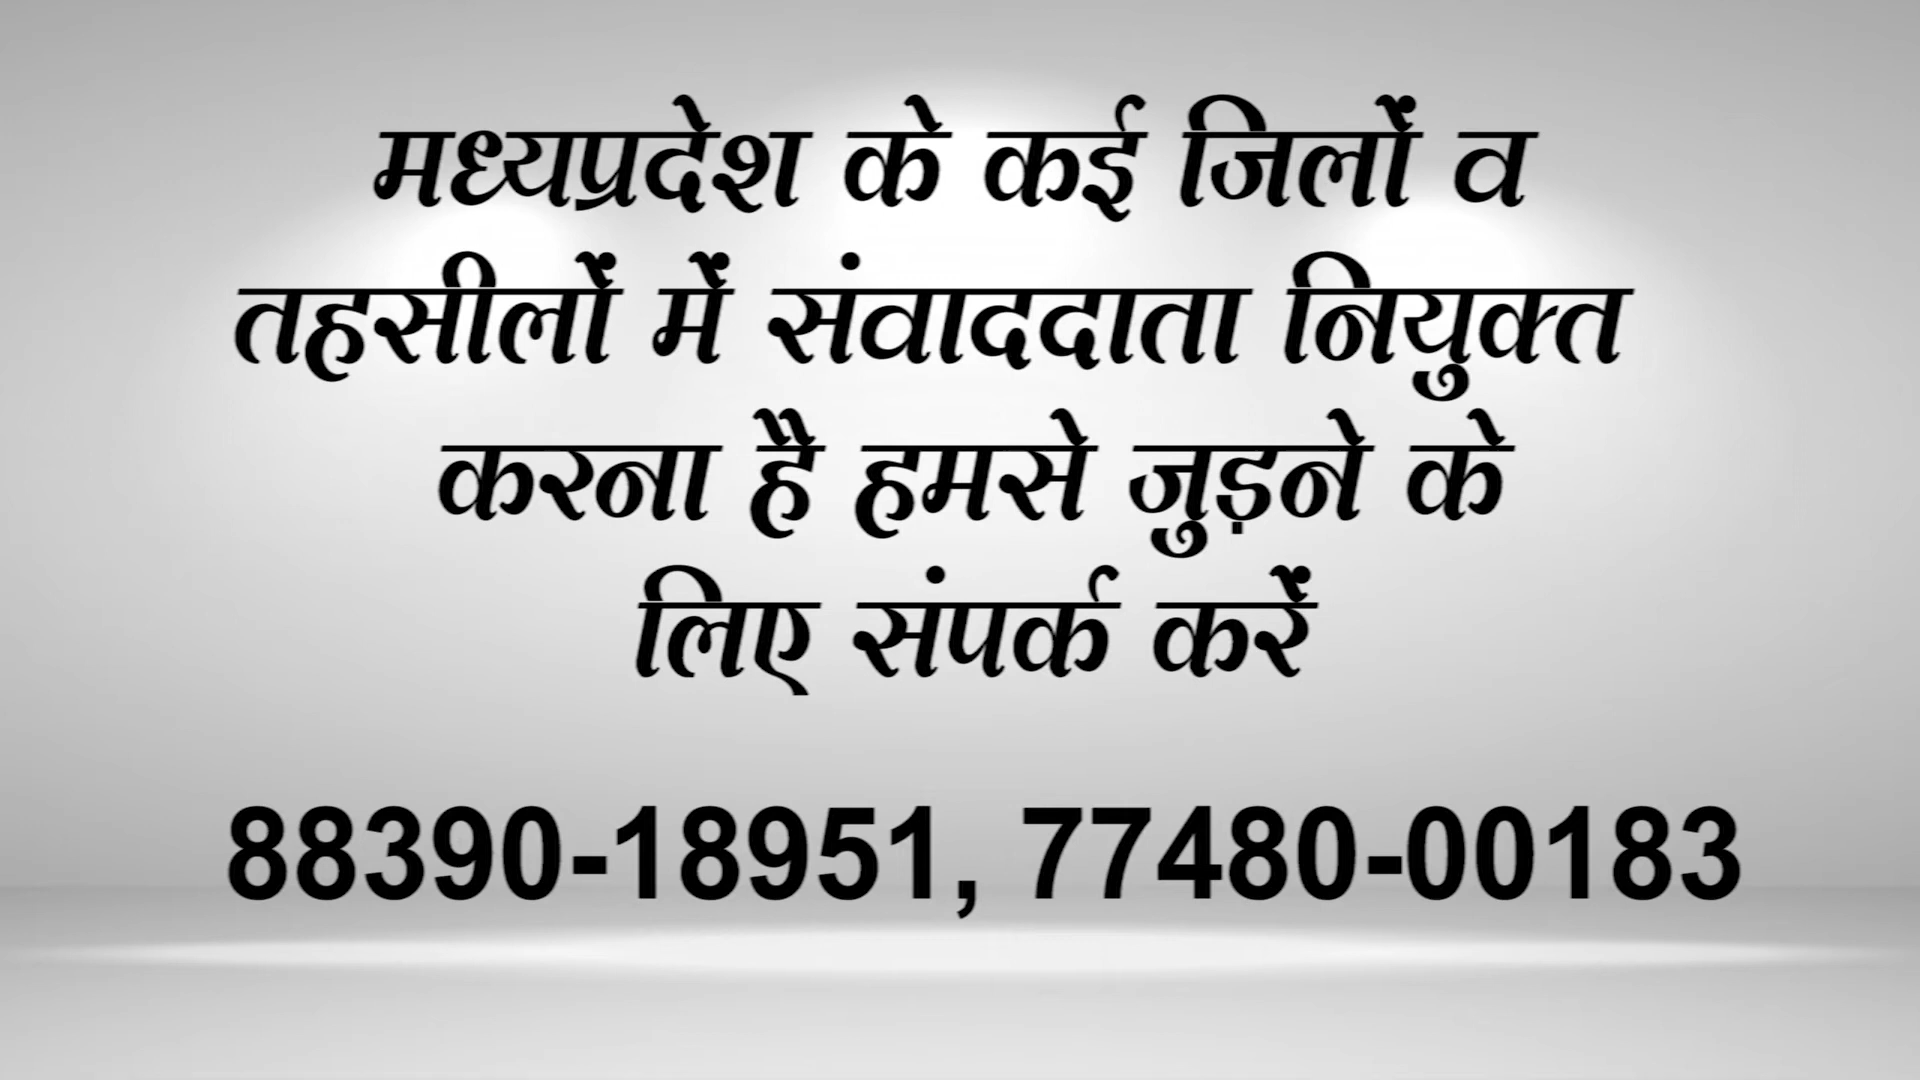 मध्यप्रदेश के कई जिलों व
तहसीलों में संवाददाता नियुक्त
करना है हमसे जुड़ने के
लिए संपर्क करें
88390-18951, 77480-00183